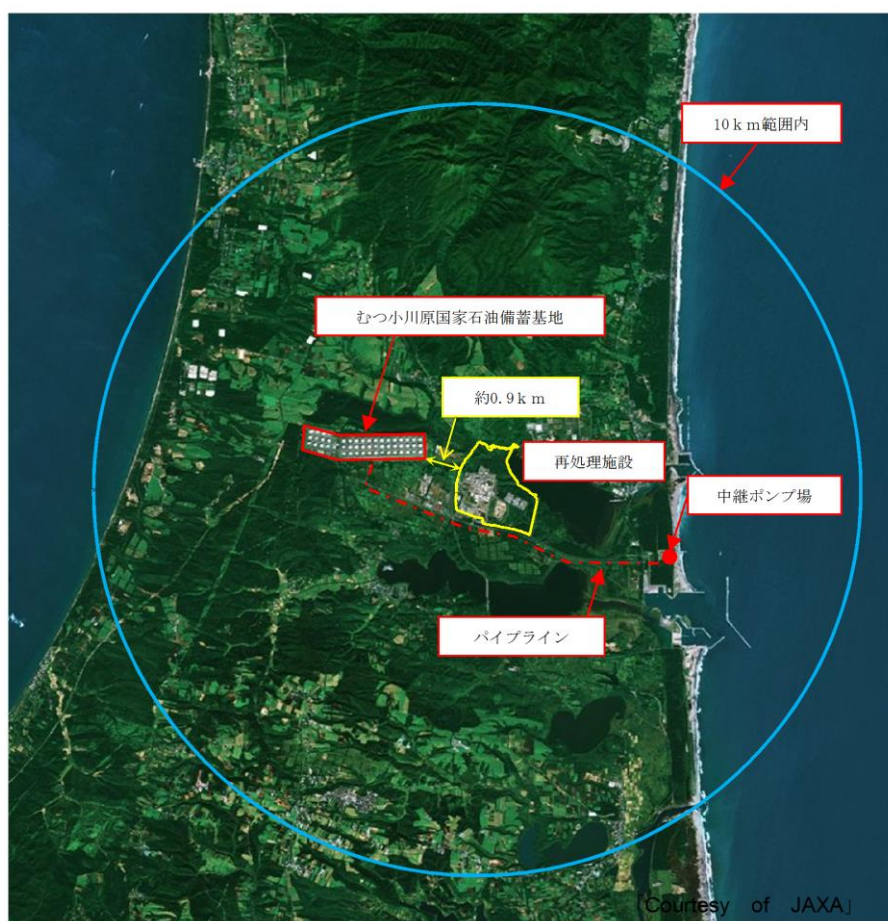 10km範囲内
むつ小川原国家石油備蓄基地
約0.9km
再処理施設
中継ポンプ場
パイプライン
「Courtesy of JAXA」